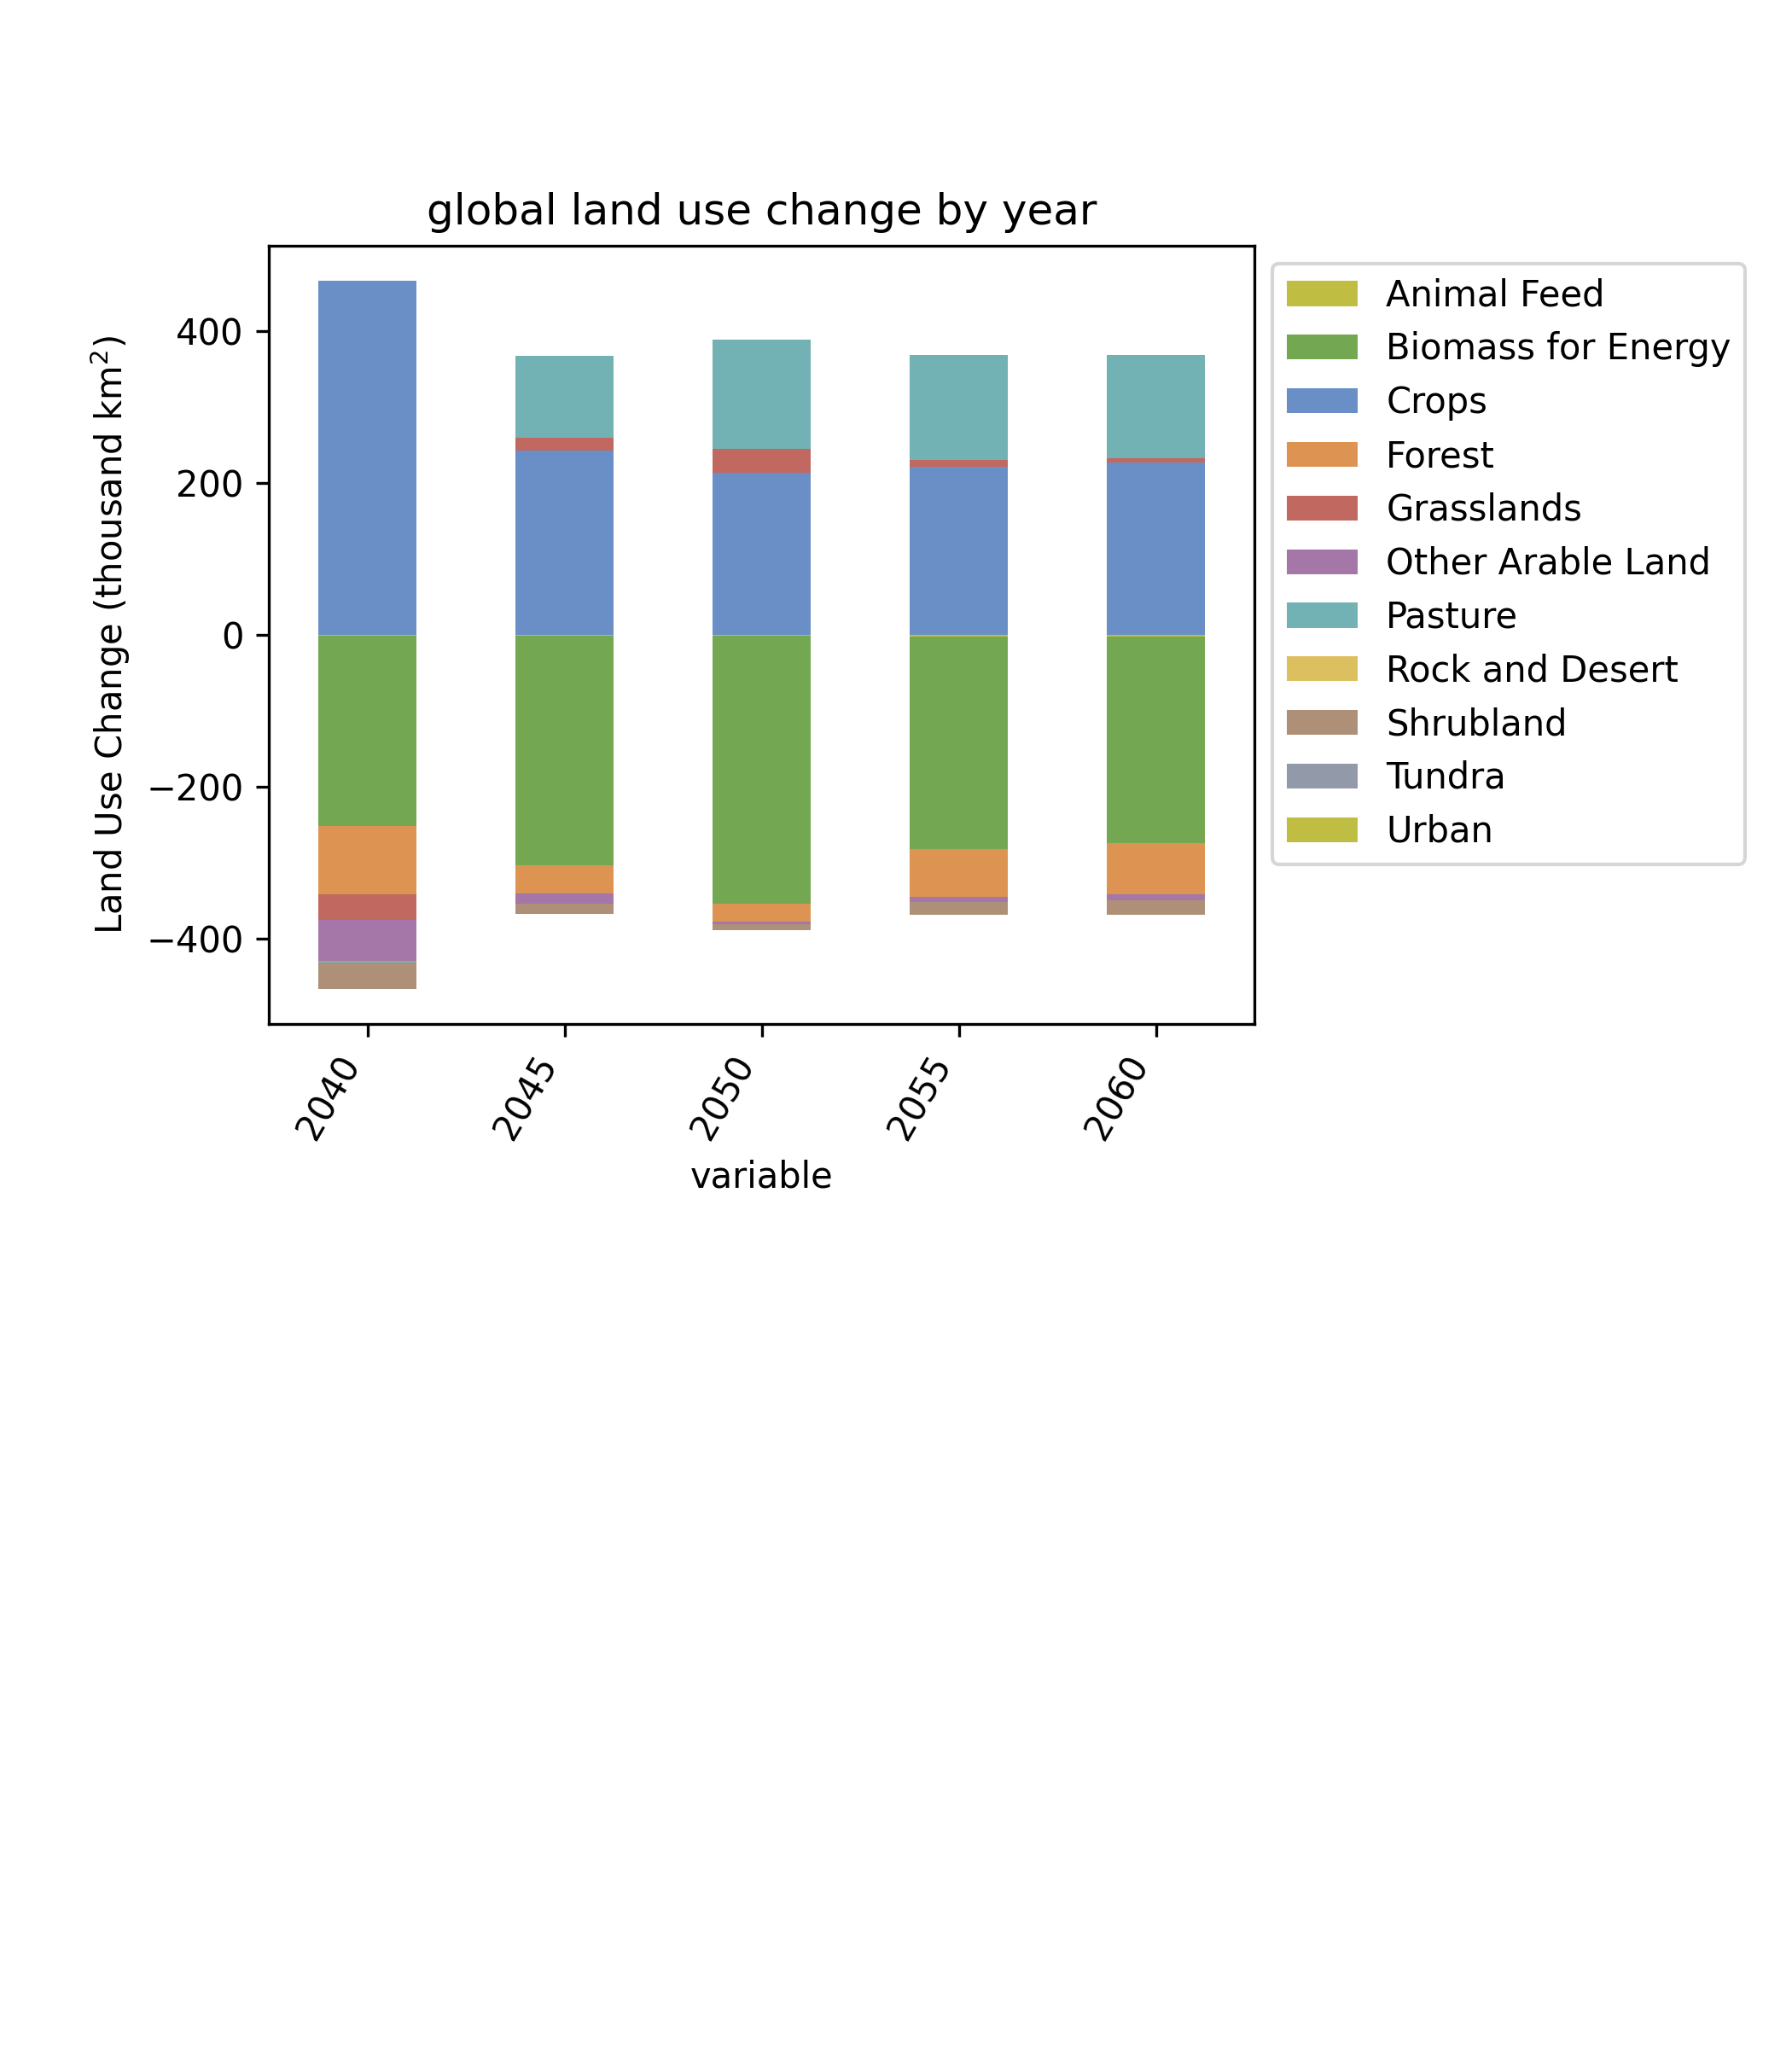 global land use change by year
Land Use Change (thousand km²)
400
200
0
−200
−400
2040
2045
2050
2055
2060
variable
Animal Feed
Biomass for Energy
Crops
Forest
Grasslands
Other Arable Land
Pasture
Rock and Desert
Shrubland
Tundra
Urban